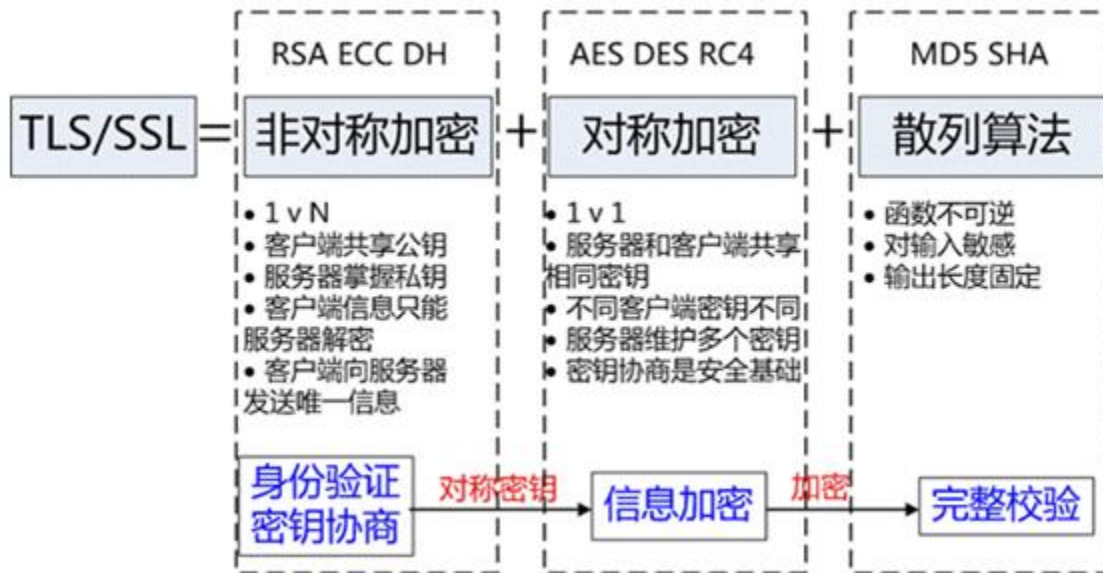 RSA ECC DH
AES DES RC4
MD5 SHA
TLS/SSL = 非对称加密 + 对称加密 + 散列算法
• 1 v N
• 客户端共享公钥
• 服务器掌握私钥
• 客户端信息只能
服务器解密
• 客户端向服务器
发送唯一信息
• 1 v 1
• 服务器和客户端共享
相同密钥
• 不同客户端密钥不同
• 服务器维护多个密钥
• 密钥协商是安全基础
• 函数不可逆
• 对输入敏感
• 输出长度固定
身份验证
密钥协商
对称密钥
信息加密
加密
完整校验